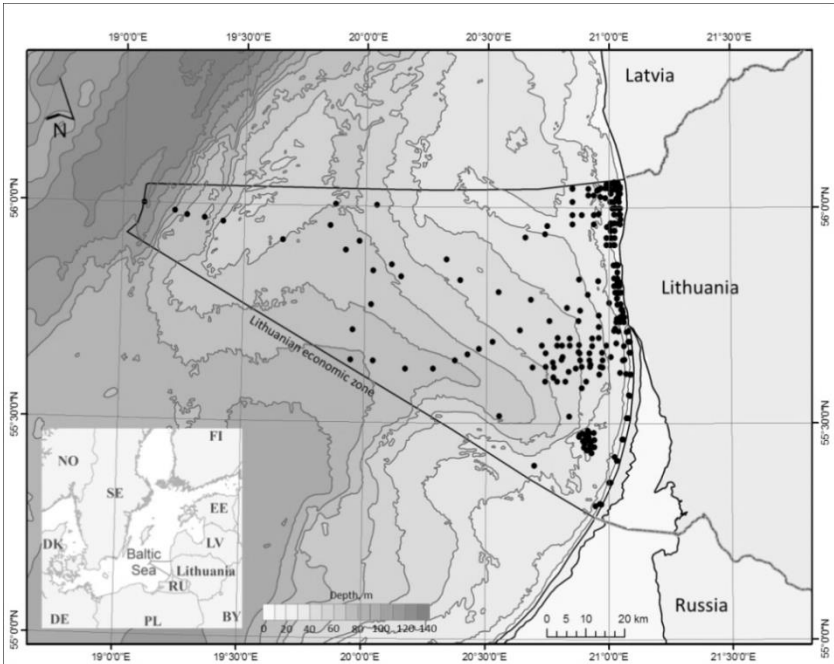 19°0'0"E 19°30'0"E 20°0'0"E 20°30'0"E 21°0'0"E 21°30'0"E
Latvia
N
56°0'0"N 56°0'0"N
Lithuania
Lithuanian economic zone
55°30'0"N 55°30'0"N
FI
NO
SE
EE
LV
DK
Baltic
Sea
Lithuania
RU
DE
PL
BY
Depth, m
0 20 40 60 80 100 120 140
0 5 10 20 km
Russia
55°0'0"N 55°0'0"N
19°0'0"E 19°30'0"E 20°0'0"E 20°30'0"E 21°0'0"E 21°30'0"E